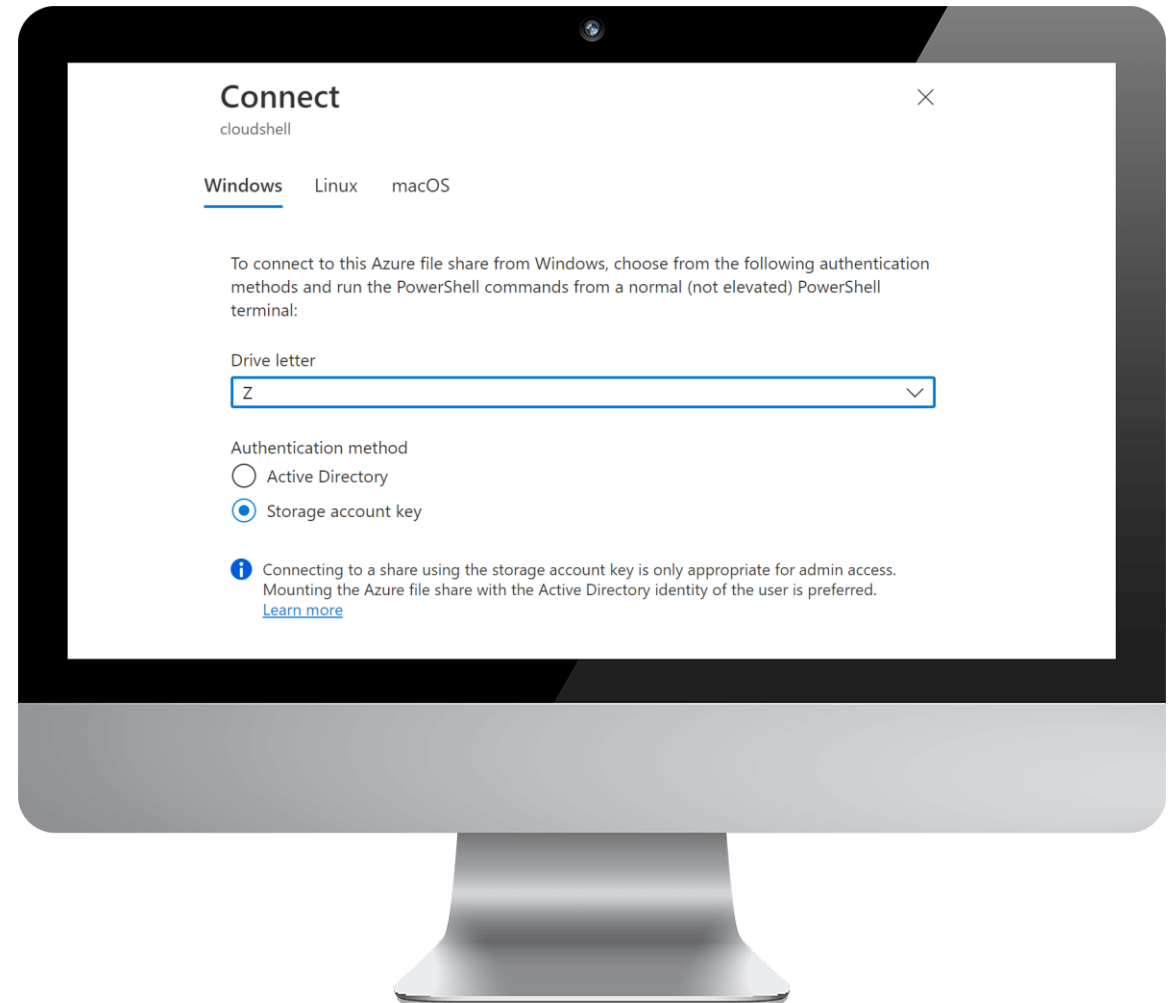 Connect
cloudshell
Windows Linux macOS
To connect to this Azure file share from Windows, choose from the following authentication
methods and run the PowerShell commands from a normal (not elevated) PowerShell
terminal:
Drive letter
Z
Authentication method
Active Directory
Storage account key
Connecting to a share using the storage account key is only appropriate for admin access.
Mounting the Azure file share with the Active Directory identity of the user is preferred.
Learn more